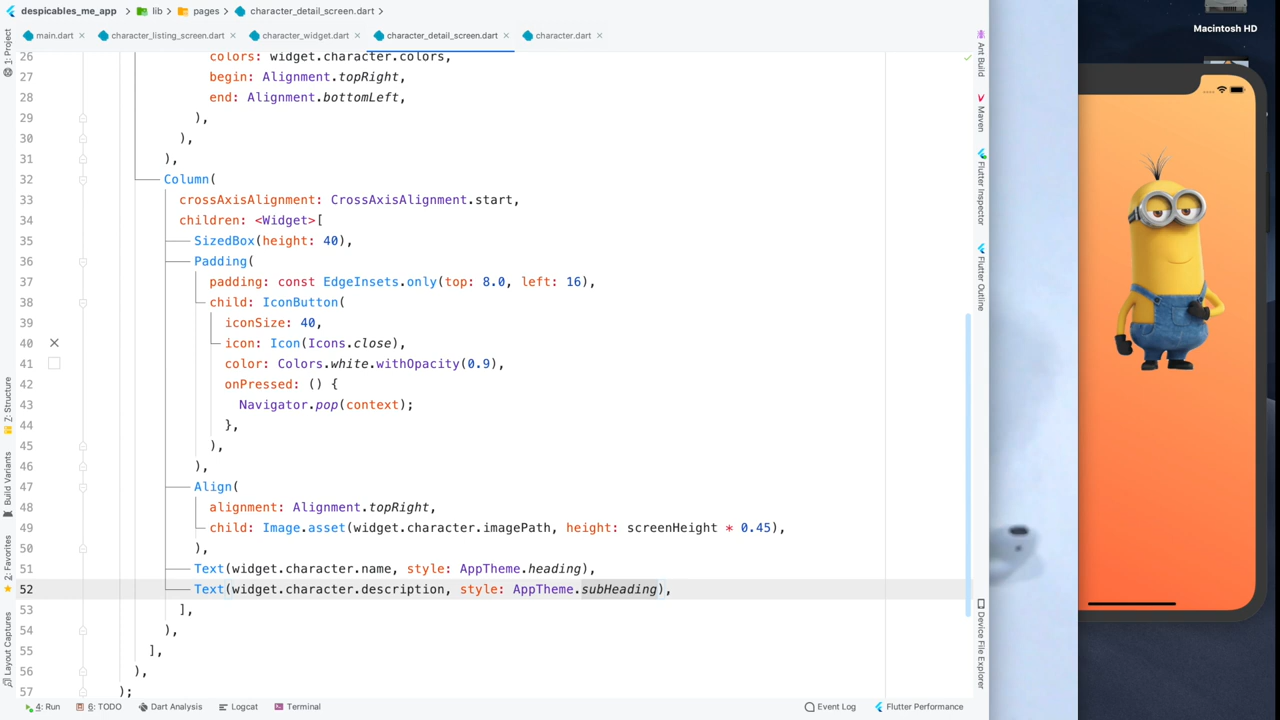 despicables_me_app > lib > pages > character_detail_screen.dart >
main.dart × character_listing_screen.dart × character_widget.dart × character_detail_screen.dart × character.dart ×
26 colors: widget.character.colors,
27 begin: Alignment.topRight,
28 end: Alignment.bottomLeft,
29 ),
30 ),
31 ),
32 Column(
33 crossAxisAlignment: CrossAxisAlignment.start,
34 children: <Widget>[
35 SizedBox(height: 40),
36 Padding(
37 padding: const EdgeInsets.only(top: 8.0, left: 16),
38 child: IconButton(
39 iconSize: 40,
40 icon: Icon(Icons.close),
41 color: Colors.white.withOpacity(0.9),
42 onPressed: () {
43 Navigator.pop(context);
44 },
45 ),
46 ),
47 Align(
48 alignment: Alignment.topRight,
49 child: Image.asset(widget.character.imagePath, height: screenHeight * 0.45),
50 ),
51 Text(widget.character.name, style: AppTheme.heading),
52 Text(widget.character.description, style: AppTheme.subHeading),
53 ],
54 ),
55 ],
56 ),
57 );
1: Project
7: Structure
Build Variants
2: Favorites
Layout Captures
Ant Build
Maven
Flutter Inspector
Flutter Outline
Device File Explorer
4: Run 6: TODO Dart Analysis Logcat Terminal Event Log Flutter Performance
Macintosh HD